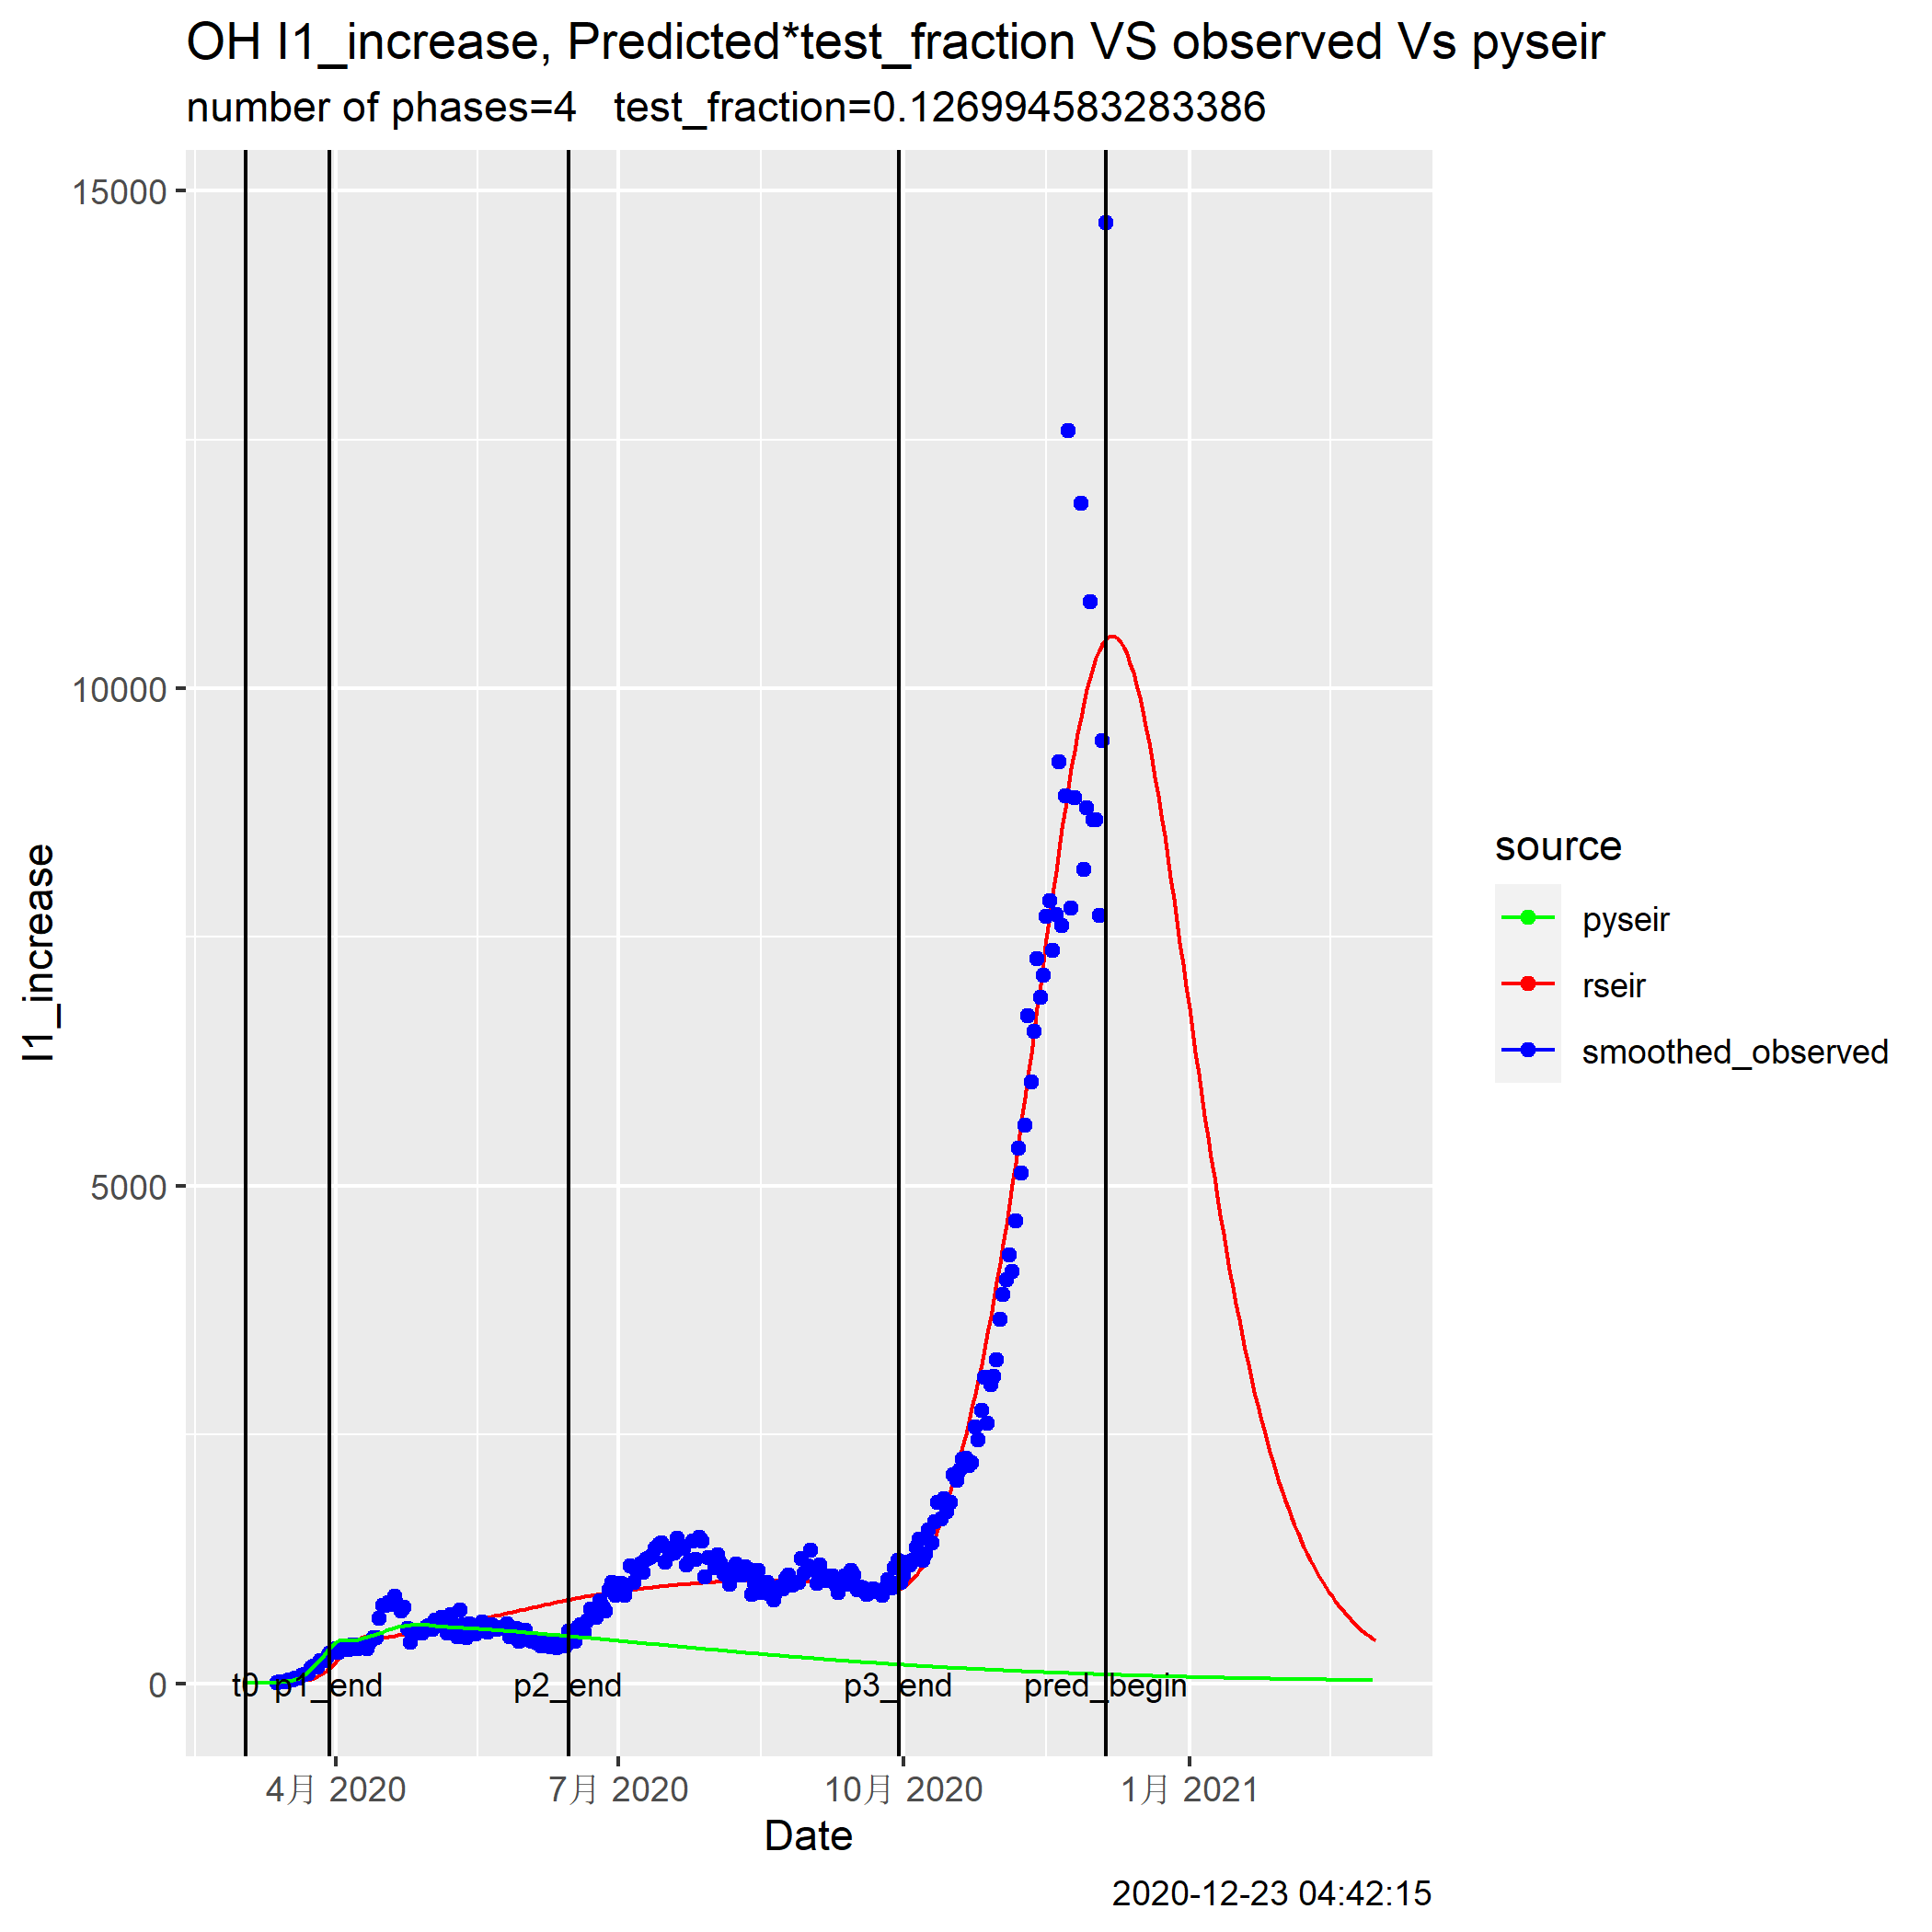 OH I1_increase, Predicted*test_fraction VS observed Vs pyseir
number of phases=4 test_fraction=0.126994583283386
15000
10000
5000
0
I1_increase
t0 p1_end p2_end p3_end pred_begin
4月 2020 7月 2020 10月 2020 1月 2021
Date
source
pyseir
rseir
smoothed_observed
2020-12-23 04:42:15